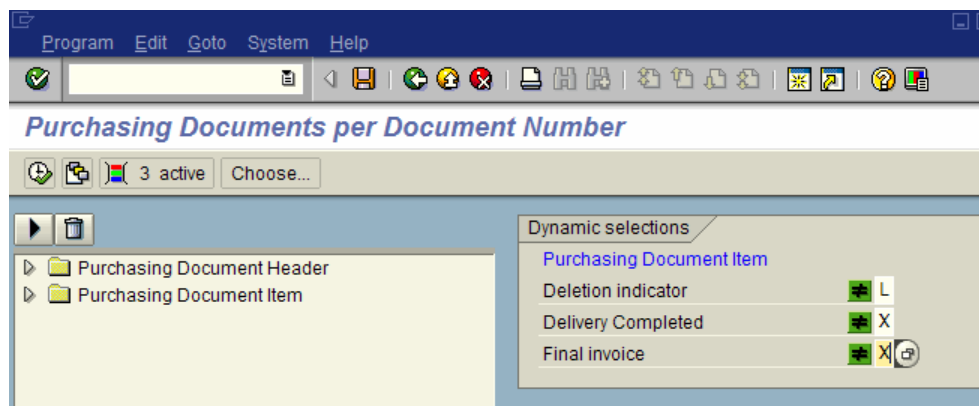 Program Edit Goto System Help
Purchasing Documents per Document Number
3 active Choose...
Dynamic selections
Purchasing Document Header
Purchasing Document Item
Purchasing Document Item
Deletion indicator L
Delivery Completed X
Final invoice X